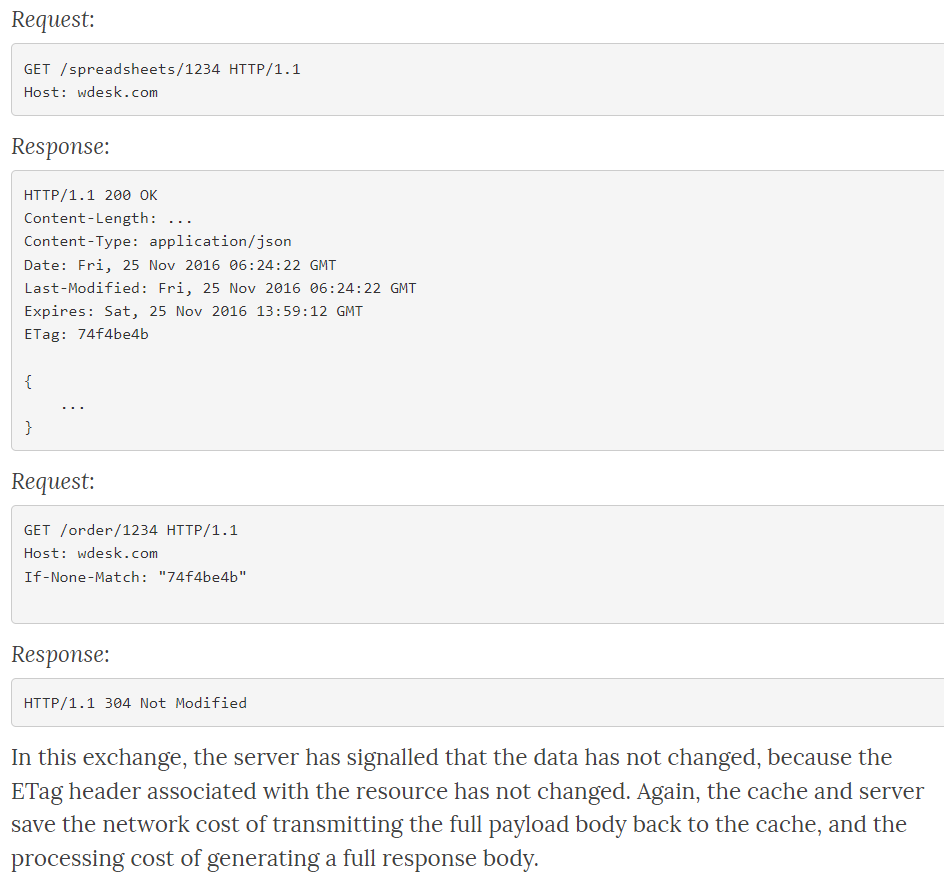 Request:
GET /spreadsheets/1234 HTTP/1.1
Host: wdesk.com
Response:
HTTP/1.1 200 OK
Content-Length: ...
Content-Type: application/json
Date: Fri, 25 Nov 2016 06:24:22 GMT
Last-Modified: Fri, 25 Nov 2016 06:24:22 GMT
Expires: Sat, 25 Nov 2016 13:59:12 GMT
ETag: 74f4be4b
{
...
}
Request:
GET /order/1234 HTTP/1.1
Host: wdesk.com
If-None-Match: "74f4be4b"
Response:
HTTP/1.1 304 Not Modified
In this exchange, the server has signalled that the data has not changed, because the
ETag header associated with the resource has not changed. Again, the cache and server
save the network cost of transmitting the full payload body back to the cache, and the
processing cost of generating a full response body.